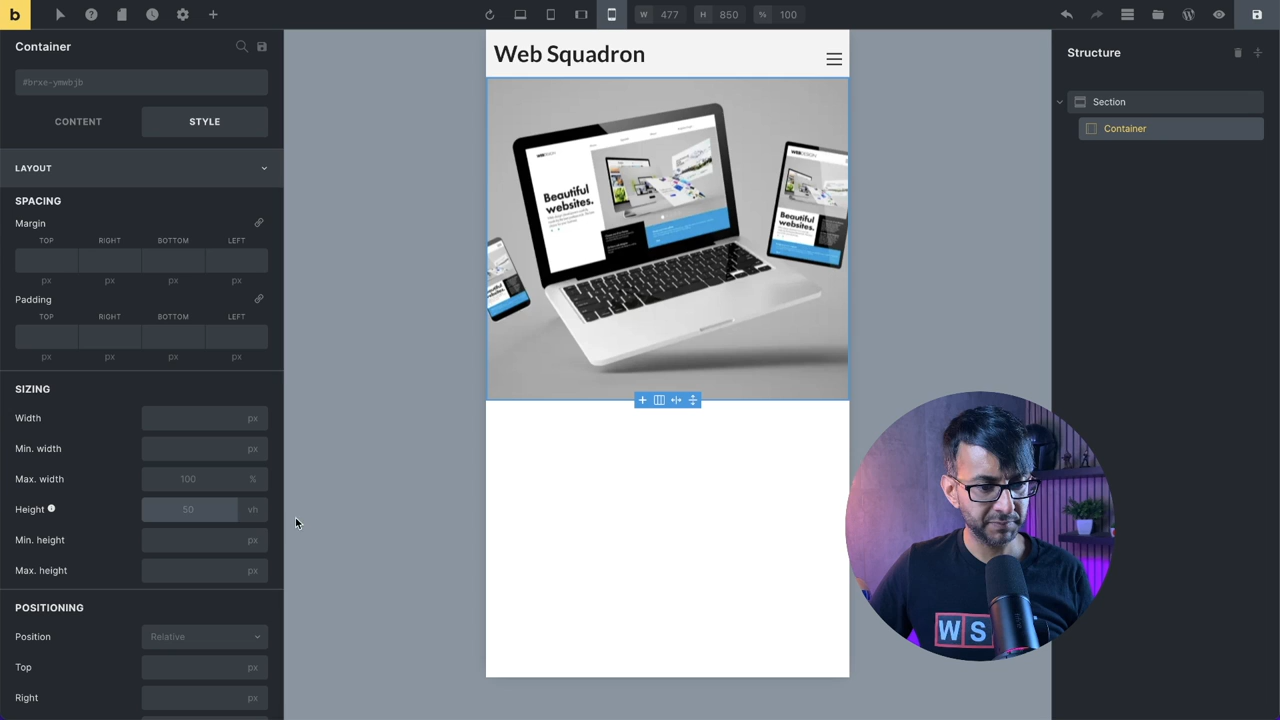 b
W 477 H 850 % 100
Container
#brxe-ymwbjb
CONTENT STYLE
LAYOUT
SPACING
Margin
TOP RIGHT BOTTOM LEFT
px px px px
Padding
TOP RIGHT BOTTOM LEFT
px px px px
SIZING
Width px
Min. width px
Max. width 100 %
Height 50 vh
Min. height px
Max. height px
POSITIONING
Position Relative
Top px
Right px
Web Squadron
Beautiful
websites.
Beautiful
websites.
WS
Structure
Section
Container